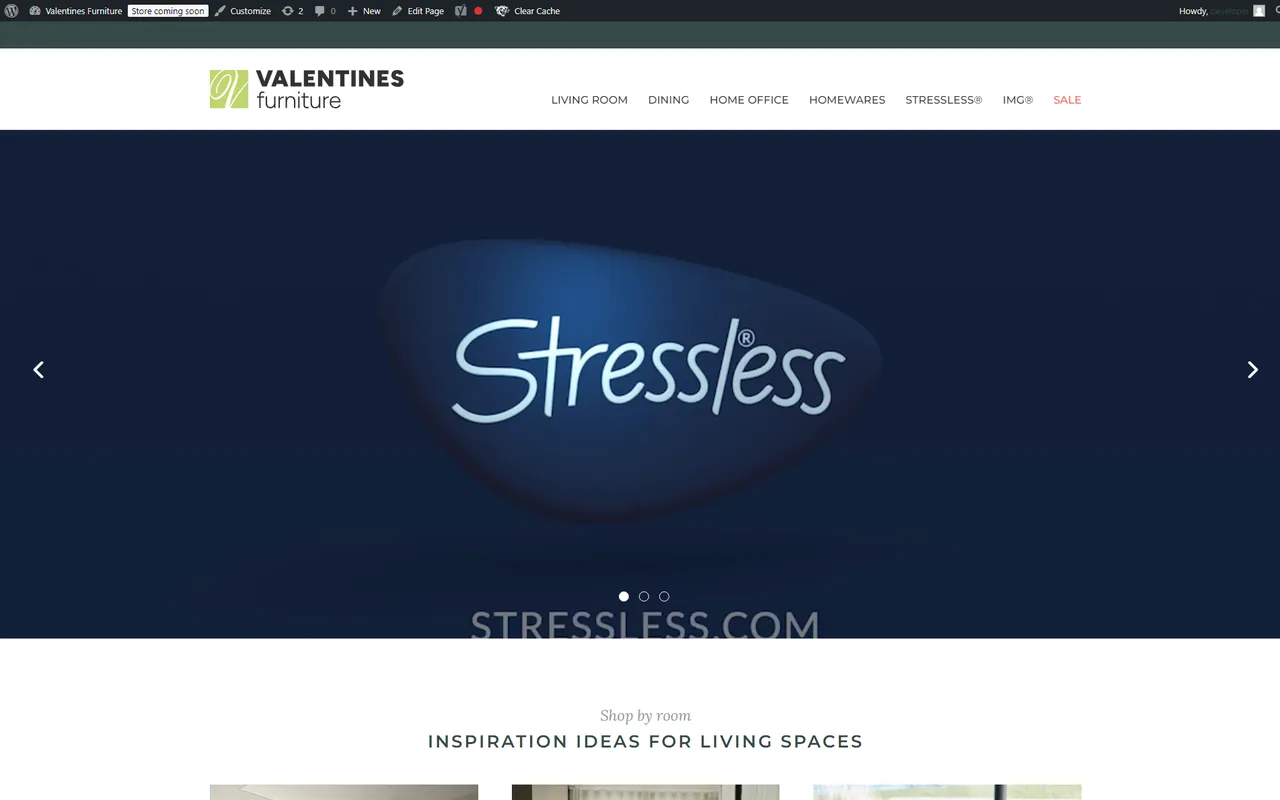 Valentines Furniture Store coming soon Customize 2 0 New Edit Page Clear Cache Howdy, developer
VALENTINES
furniture
LIVING ROOM DINING HOME OFFICE HOMEWARES STRESSLESS® IMG® SALE
Stressless®
STRESSLESS.COM
Shop by room
INSPIRATION IDEAS FOR LIVING SPACES